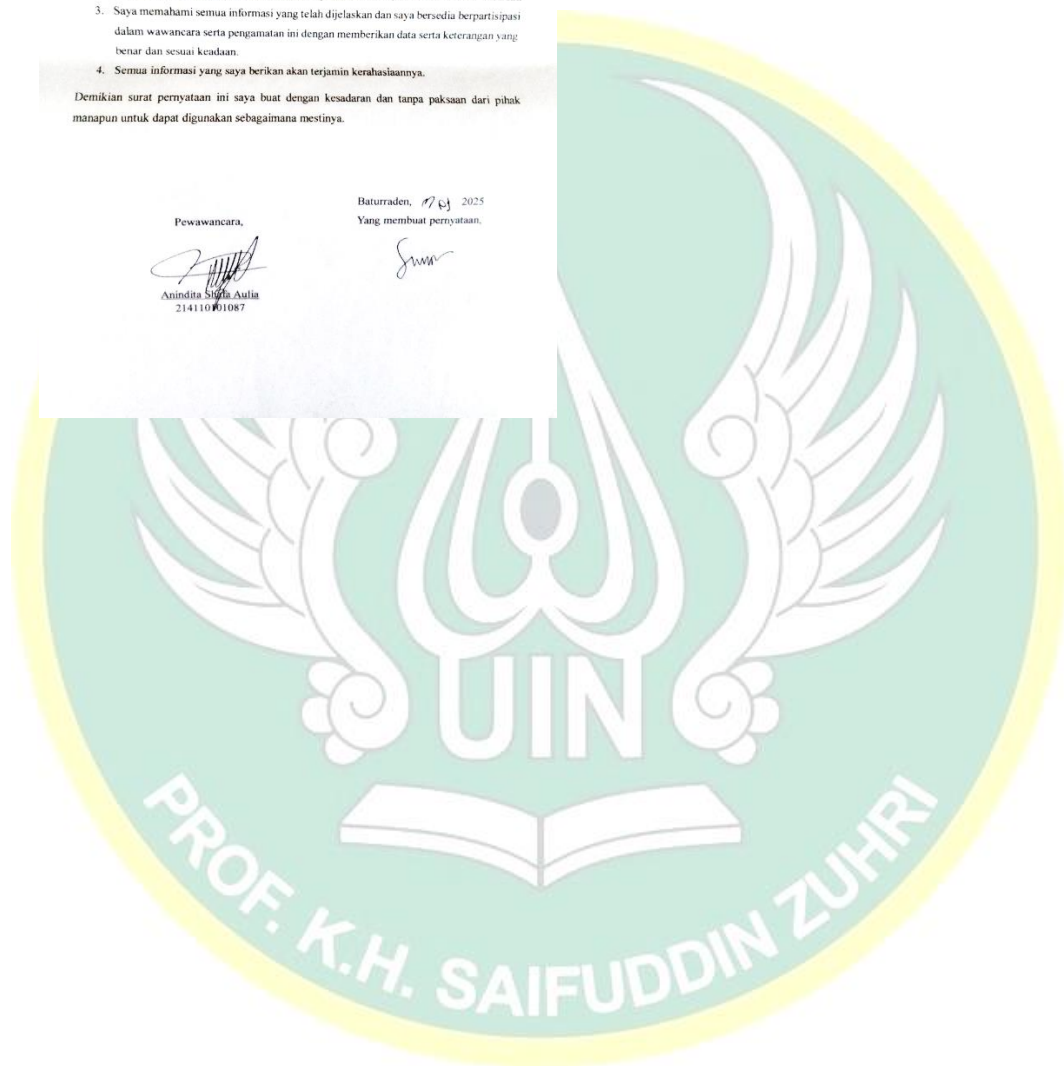 3. Saya memahami semua informasi yang telah dijelaskan dan saya bersedia berpartisipasi
dalam wawancara serta pengamatan ini dengan memberikan data serta keterangan yang
benar dan sesuai keadaan.
4. Semua informasi yang saya berikan akan terjamin kerahasiaannya.
Demikian surat pernyataan ini saya buat dengan kesadaran dan tanpa paksaan dari pihak
manapun untuk dapat digunakan sebagaimana mestinya.
Baturraden, Mei 2025
Pewawancara,
Yang membuat pernyataan,
Anindita Shofa Aulia
214110101087
UIN
PROF. K.H. SAIFUDDIN ZUHRI